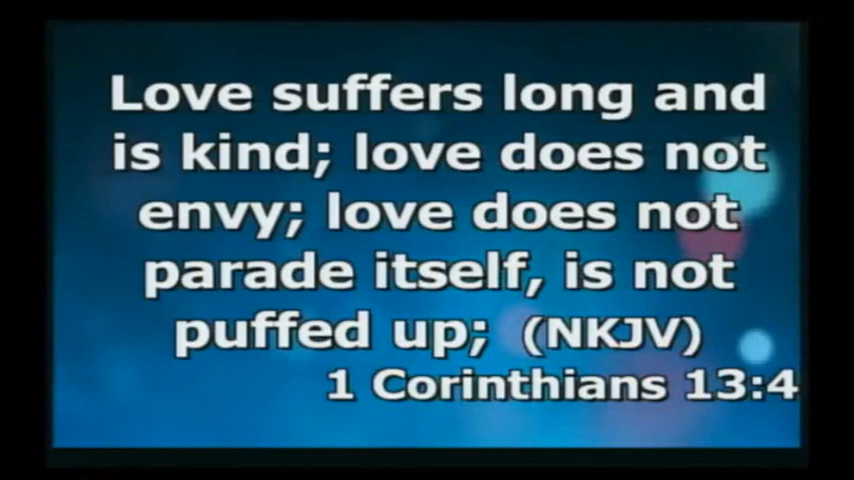 Love suffers long and
is kind; love does not
envy; love does not
parade itself, is not
puffed up; (NKJV)
1 Corinthians 13:4